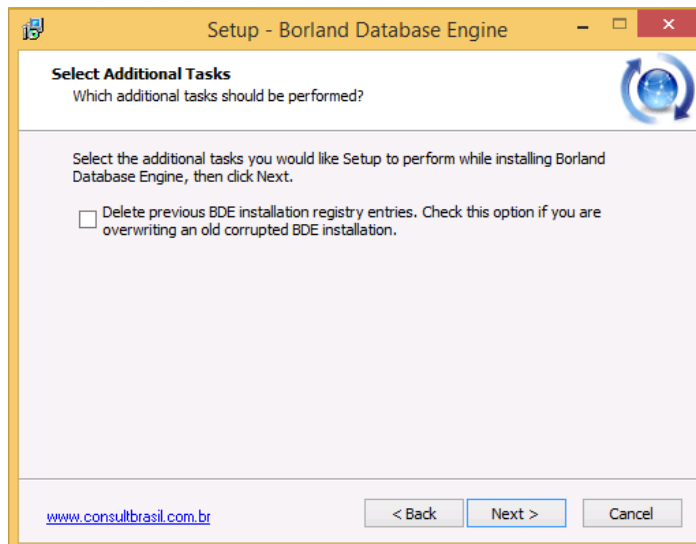 Setup - Borland Database Engine
Select Additional Tasks
Which additional tasks should be performed?
Select the additional tasks you would like Setup to perform while installing Borland
Database Engine, then click Next.
Delete previous BDE installation registry entries. Check this option if you are
overwriting an old corrupted BDE installation.
www.consultbrasil.com.br
< Back
Next >
Cancel